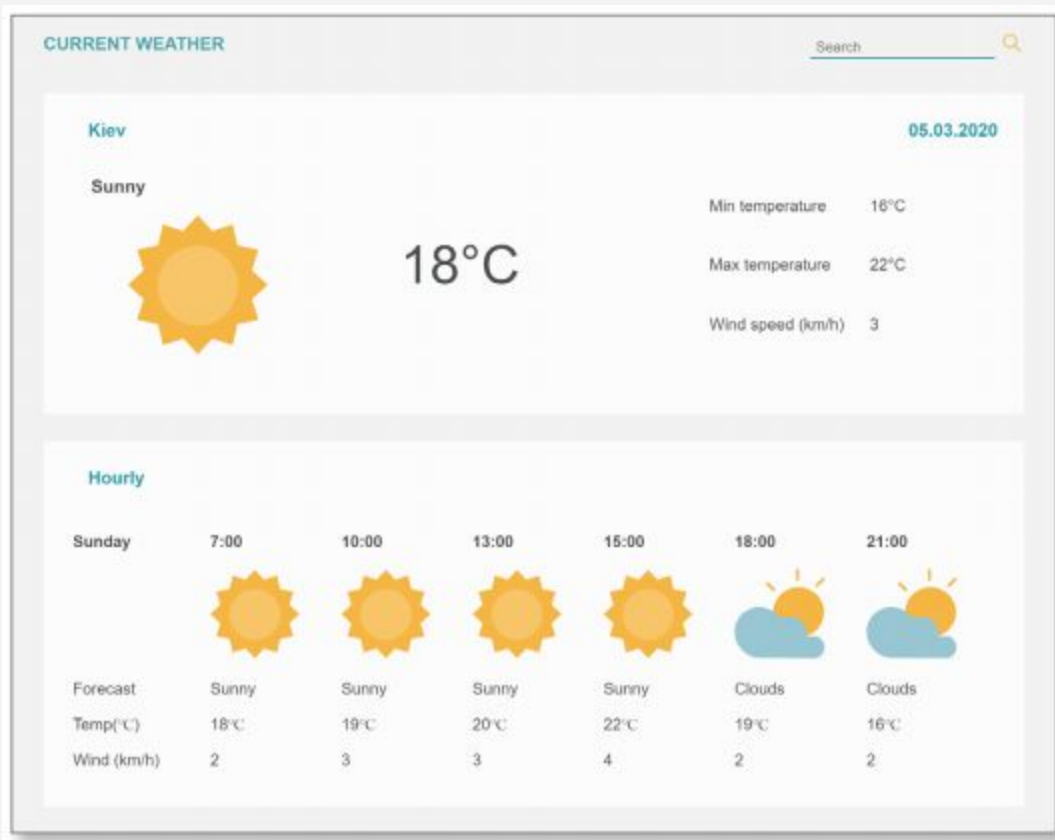 CURRENT WEATHER Search
Kiev 05.03.2020
Sunny
Min temperature 16°C
18°C
Max temperature 22°C
Wind speed (km/h) 3
Hourly
Sunday 7:00 10:00 13:00 15:00 18:00 21:00
Forecast Sunny Sunny Sunny Sunny Clouds Clouds
Temp(℃) 18℃ 19℃ 20℃ 22℃ 19℃ 16℃
Wind (km/h) 2 3 3 4 2 2